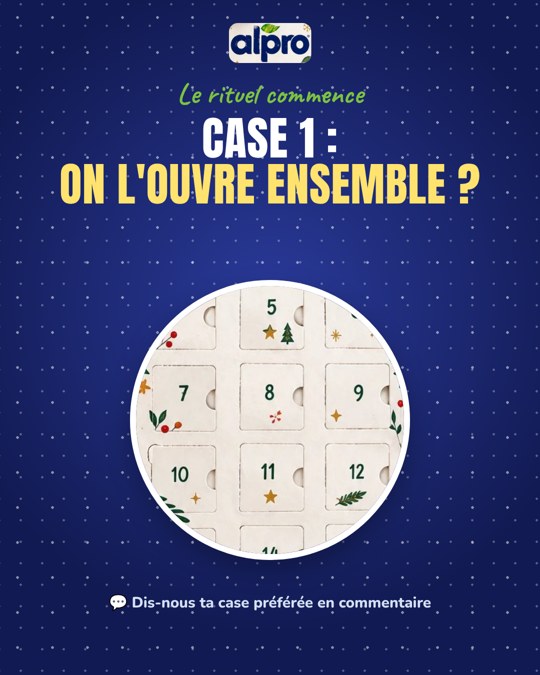 alpro
Le rituel commence
CASE 1 :
ON L'OUVRE ENSEMBLE ?
5
7 8 9
10 11 12
14
💬 Dis-nous ta case préférée en commentaire